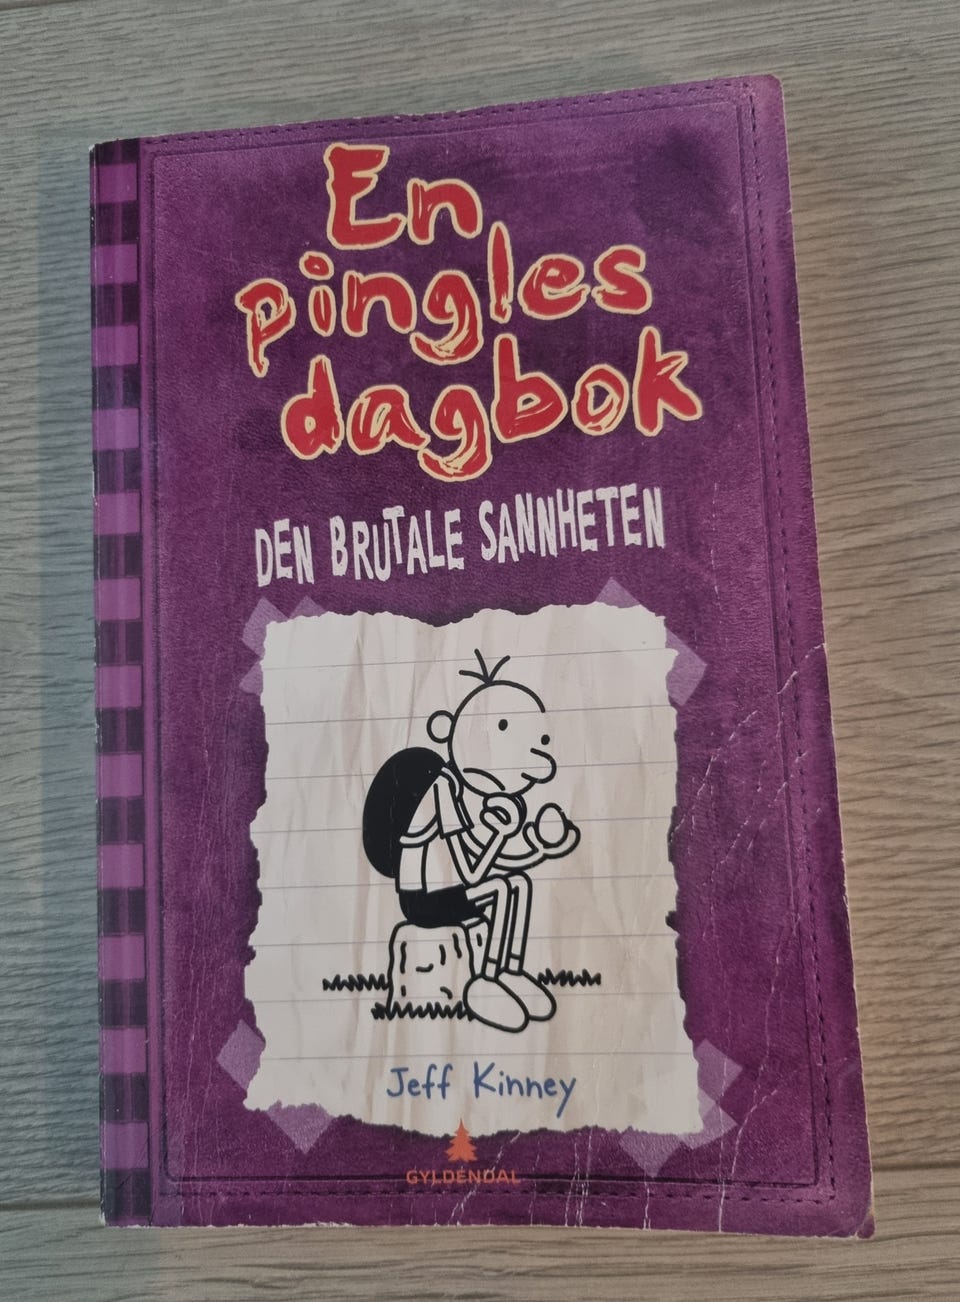 En
pingles
dagbok
DEN BRUTALE SANNHETEN
Jeff Kinney
GYLDENDAL